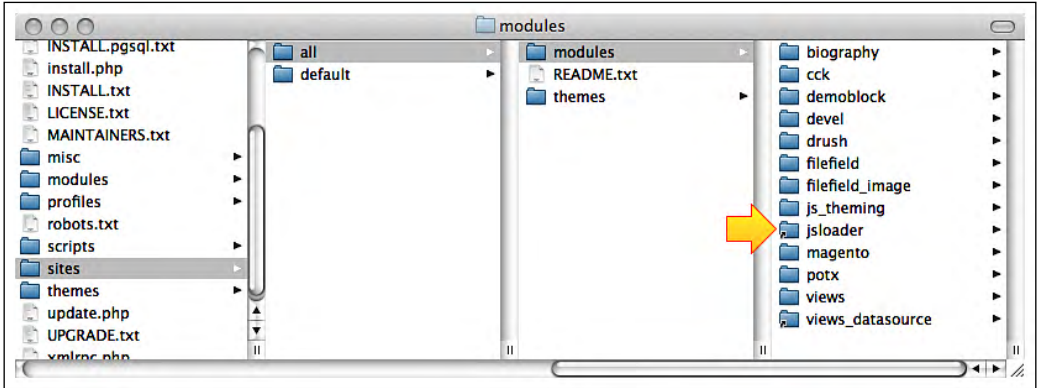 modules
INSTALL.pgsql.txt
install.php
INSTALL.txt
LICENSE.txt
MAINTAINERS.txt
misc
modules
profiles
robots.txt
scripts
sites
themes
update.php
UPGRADE.txt
xmlrpc.php
all
default
modules
README.txt
themes
biography
cck
demoblock
devel
drush
filefield
filefield_image
js_theming
jsloader
magento
potx
views
views_datasource